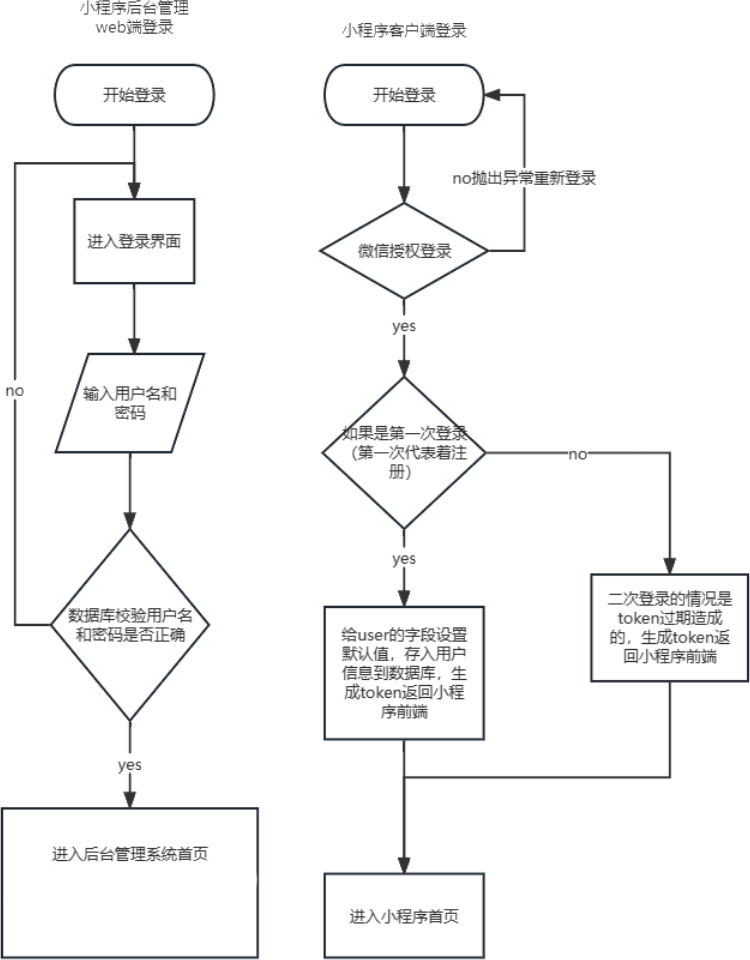 小程序后台管理
web端登录
开始登录
进入登录界面
输入用户名和
密码
no
数据库校验用户名
和密码是否正确
yes
进入后台管理系统首页
小程序客户端登录
开始登录
no抛出异常重新登录
微信授权登录
yes
如果是第一次登录
（第一次代表着注
册）
no
yes
给user的字段设置
默认值，存入用户
信息到数据库，生
成token返回小程
序前端
二次登录的情况是
token过期造成
的，生成token返
回小程序前端
进入小程序首页